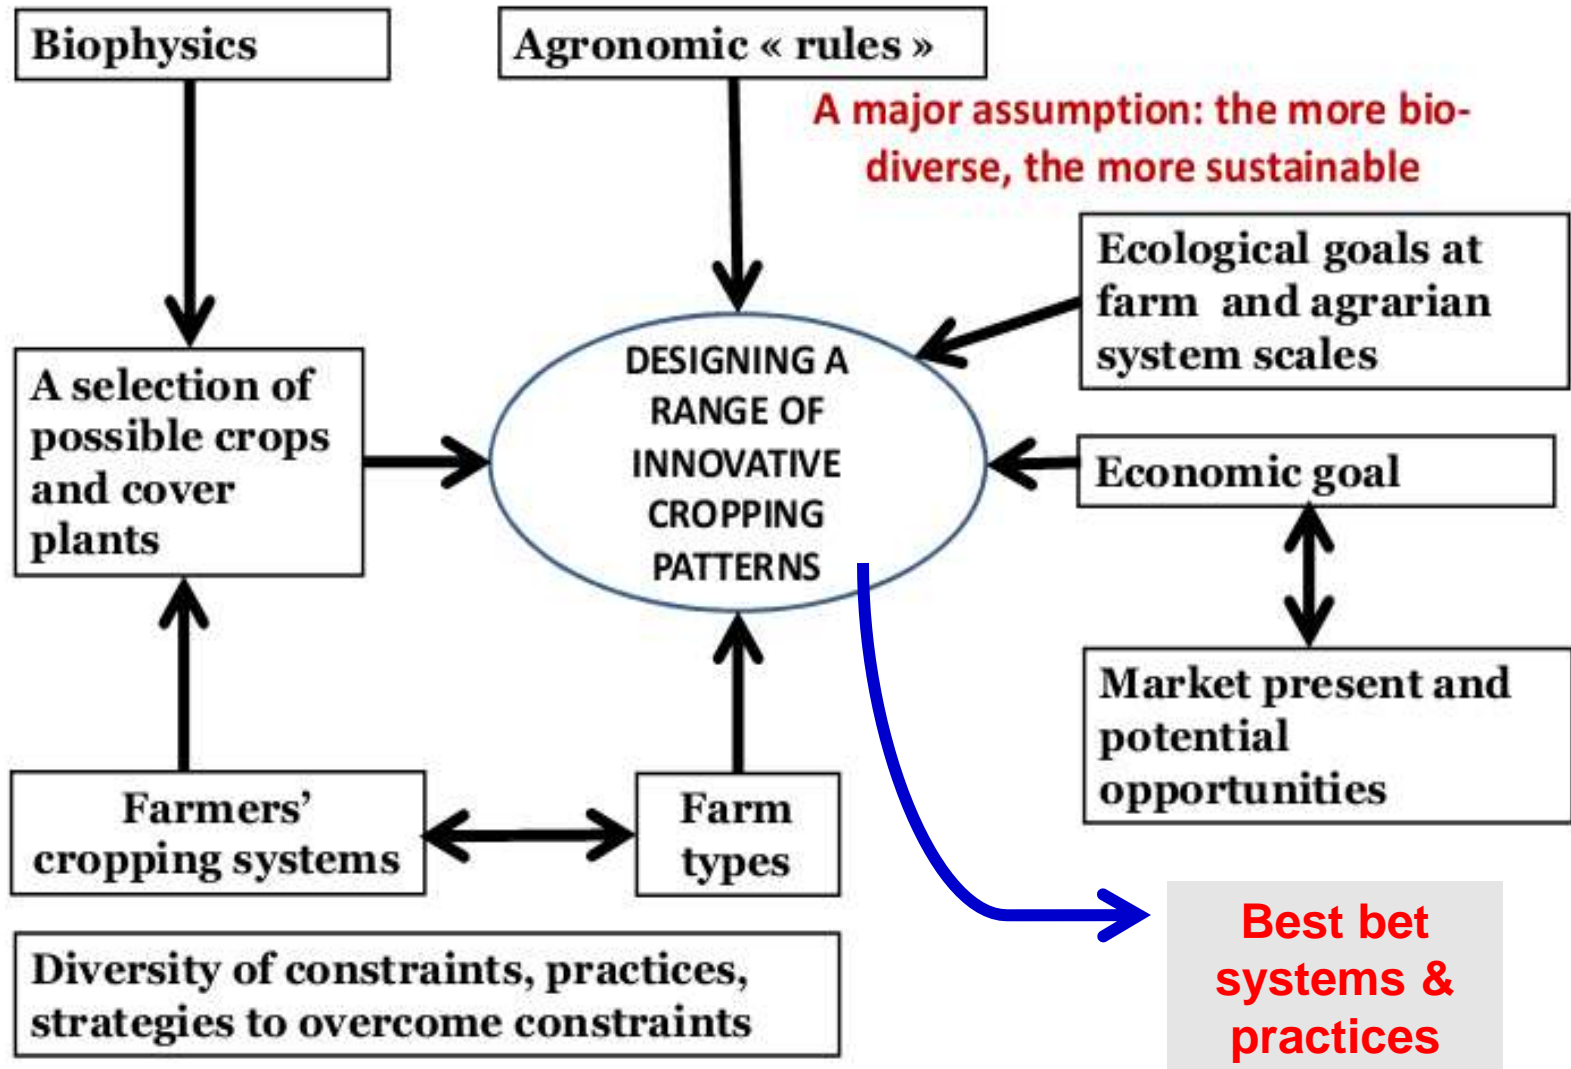 Biophysics
Agronomic « rules »
A major assumption: the more bio-
diverse, the more sustainable
Ecological goals at
farm and agrarian
system scales
A selection of
possible crops
and cover
plants
DESIGNING A
RANGE OF
INNOVATIVE
CROPPING
PATTERNS
Economic goal
Market present and
potential
opportunities
Farmers’
cropping systems
Farm
types
Diversity of constraints, practices,
strategies to overcome constraints
Best bet
systems &
practices